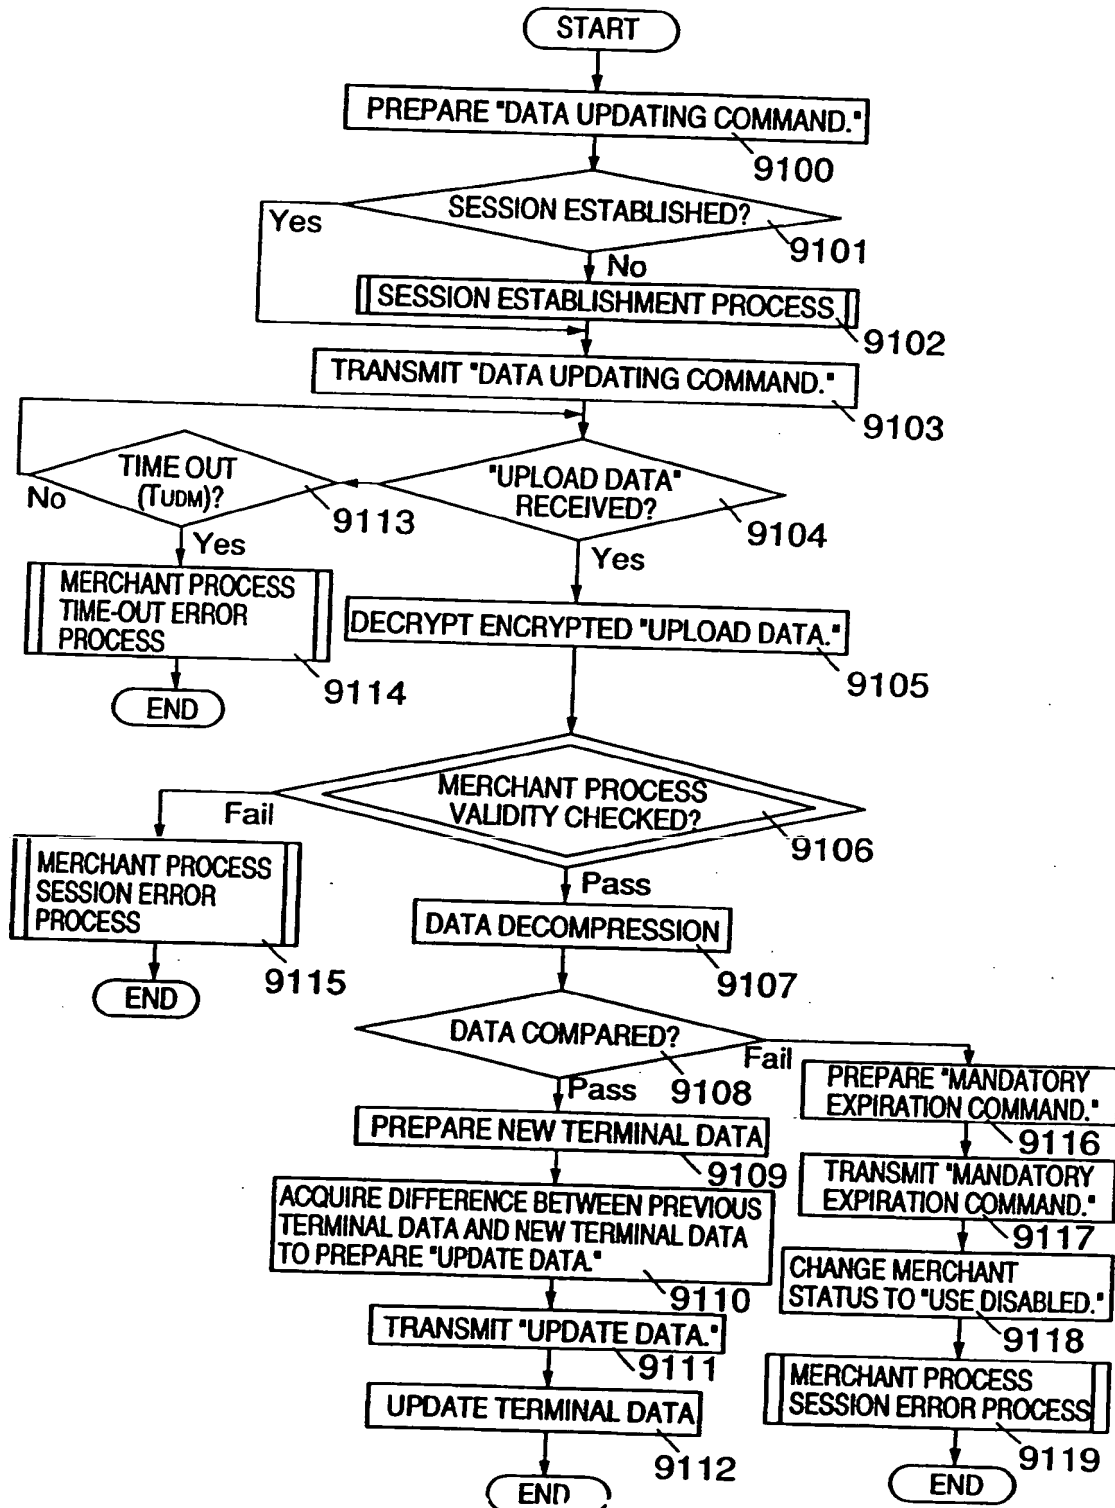 START
PREPARE "DATA UPDATING COMMAND."
9100
SESSION ESTABLISHED?
Yes
9101
No
SESSION ESTABLISHMENT PROCESS
9102
TRANSMIT "DATA UPDATING COMMAND."
9103
TIME OUT
(TUDM)?
No
9113
Yes
"UPLOAD DATA"
RECEIVED?
9104
Yes
MERCHANT PROCESS
TIME-OUT ERROR
PROCESS
9114
END
DECRYPT ENCRYPTED "UPLOAD DATA."
9105
MERCHANT PROCESS
VALIDITY CHECKED?
9106
Fail
Pass
MERCHANT PROCESS
SESSION ERROR
PROCESS
9115
END
DATA DECOMPRESSION
9107
DATA COMPARED?
9108
Fail
Pass
PREPARE NEW TERMINAL DATA
9109
ACQUIRE DIFFERENCE BETWEEN PREVIOUS
TERMINAL DATA AND NEW TERMINAL DATA
TO PREPARE "UPDATE DATA."
9110
TRANSMIT "UPDATE DATA."
9111
UPDATE TERMINAL DATA
9112
END
PREPARE "MANDATORY
EXPIRATION COMMAND."
9116
TRANSMIT "MANDATORY
EXPIRATION COMMAND."
9117
CHANGE MERCHANT
STATUS TO "USE DISABLED."
9118
MERCHANT PROCESS
SESSION ERROR PROCESS
9119
END